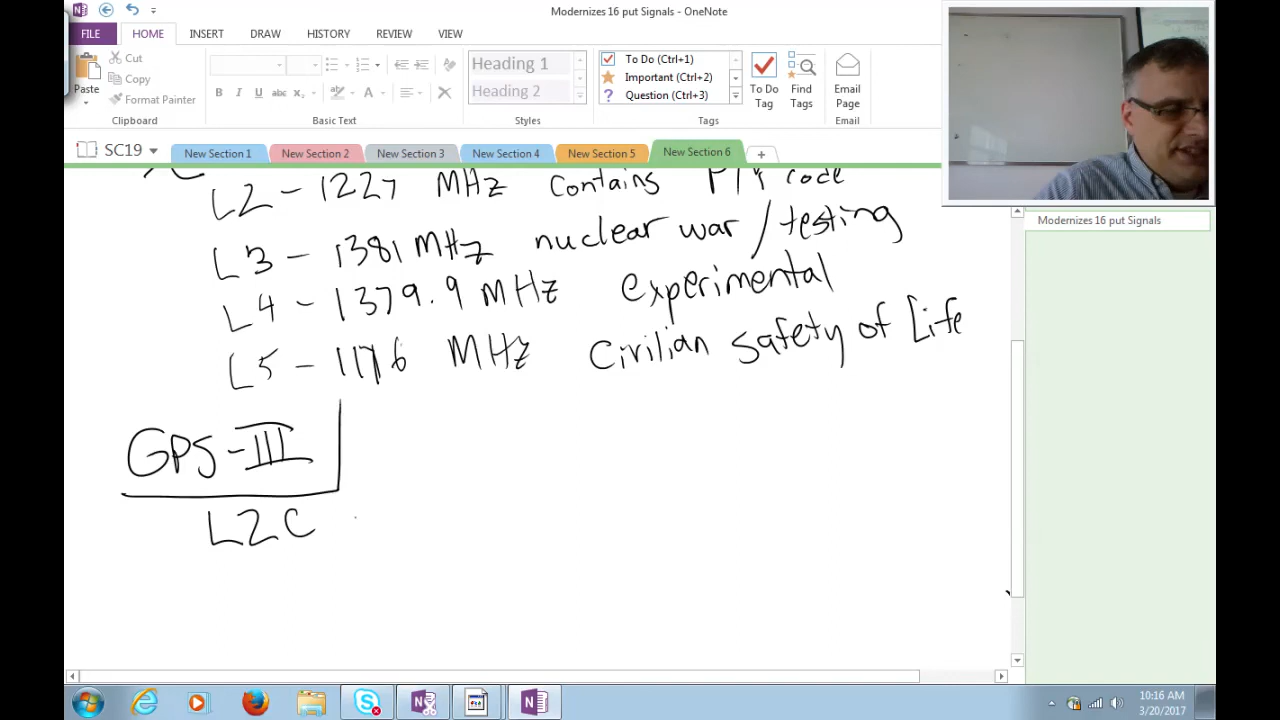 Modernizes 16 put Signals - OneNote
FILE HOME INSERT DRAW HISTORY REVIEW VIEW
Paste
Cut
Copy
Format Painter
Clipboard
B I U abc X₂ A
Basic Text
Heading 1
Heading 2
Styles
To Do (Ctrl+1)
Important (Ctrl+2)
Question (Ctrl+3)
Tags
To Do Tag
Find Tags
Email Page
Email
SC19 New Section 1 New Section 2 New Section 3 New Section 4 New Section 5 New Section 6 +
Modernizes 16 put Signals
L2 - 1227 MHz Contains P/Y code
L3 - 1381 MHz nuclear war / testing
L4 - 1379.9 MHz experimental
L5 - 1176 MHz Civilian safety of Life
GPS-III
L2C
10:16 AM
3/20/2017